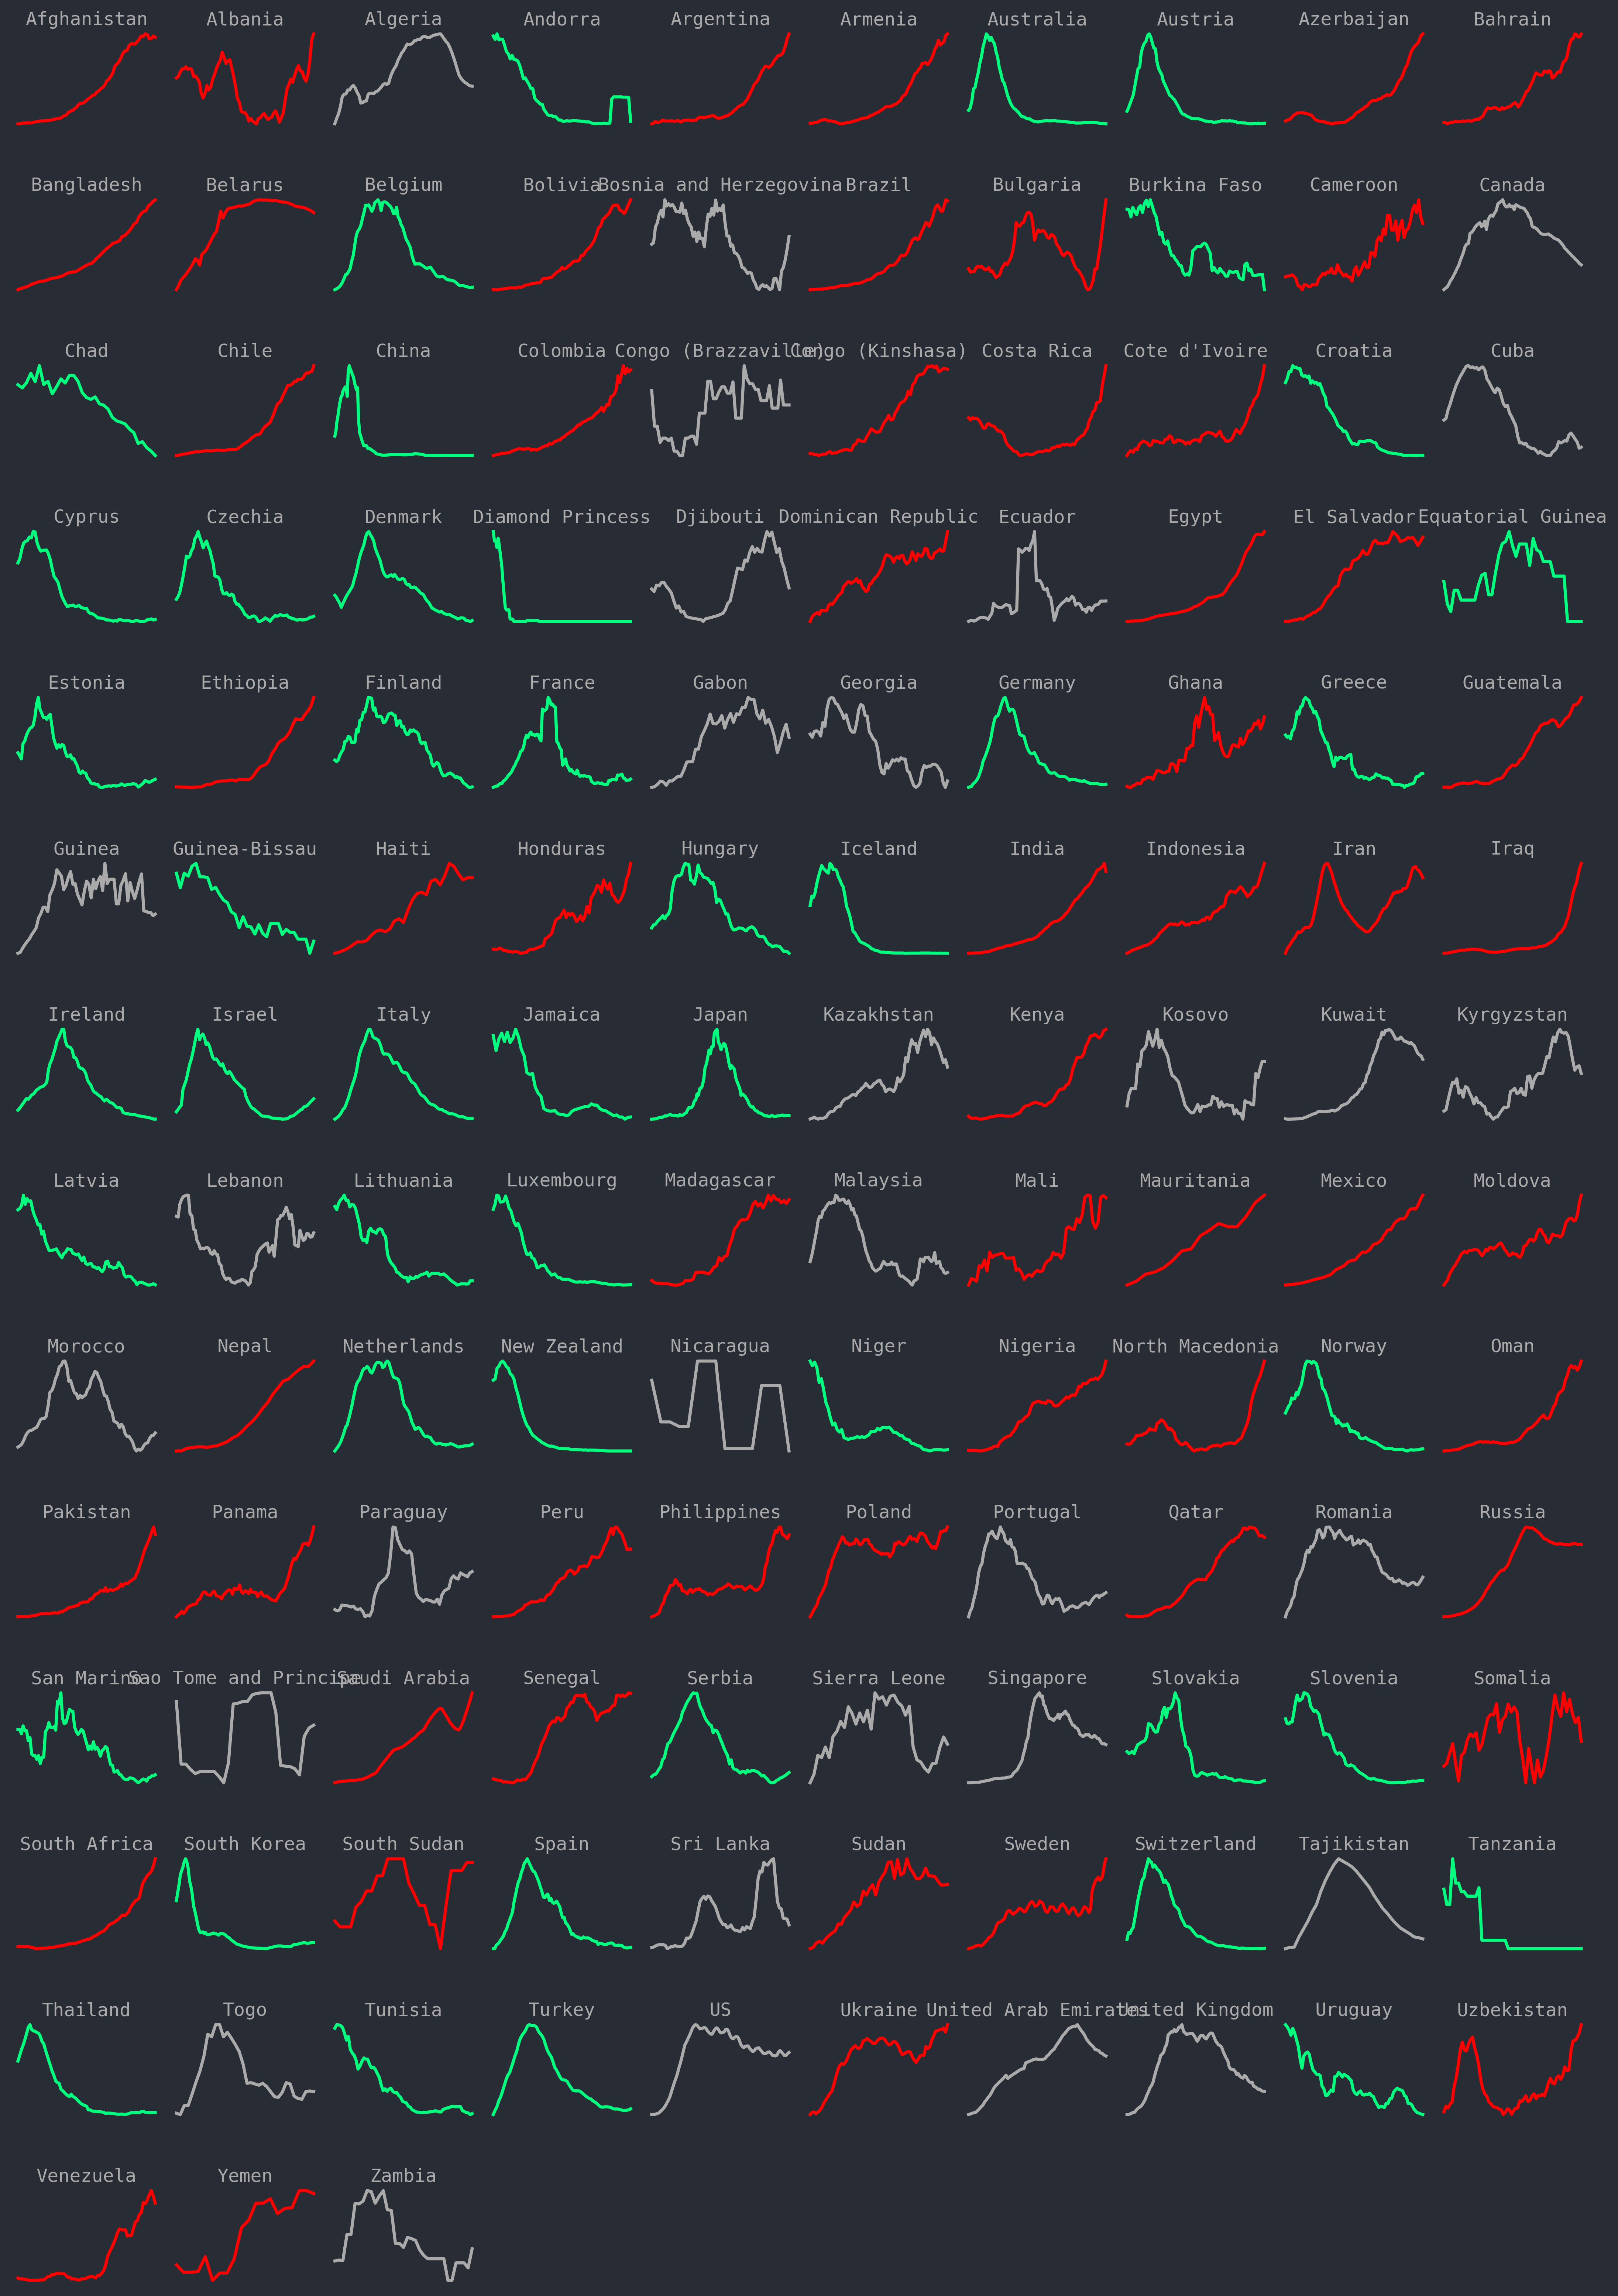 Afghanistan Albania Algeria Andorra Argentina Armenia Australia Austria Azerbaijan Bahrain
Bangladesh Belarus Belgium Bolivia Bosnia and Herzegovina Brazil Bulgaria Burkina Faso Cameroon Canada
Chad Chile China Colombia Congo (Brazzaville) Congo (Kinshasa) Costa Rica Cote d'Ivoire Croatia Cuba
Cyprus Czechia Denmark Diamond Princess Djibouti Dominican Republic Ecuador Egypt El Salvador Equatorial Guinea
Estonia Ethiopia Finland France Gabon Georgia Germany Ghana Greece Guatemala
Guinea Guinea-Bissau Haiti Honduras Hungary Iceland India Indonesia Iran Iraq
Ireland Israel Italy Jamaica Japan Kazakhstan Kenya Kosovo Kuwait Kyrgyzstan
Latvia Lebanon Lithuania Luxembourg Madagascar Malaysia Mali Mauritania Mexico Moldova
Morocco Nepal Netherlands New Zealand Nicaragua Niger Nigeria North Macedonia Norway Oman
Pakistan Panama Paraguay Peru Philippines Poland Portugal Qatar Romania Russia
San Marino Sao Tome and Principe Saudi Arabia Senegal Serbia Sierra Leone Singapore Slovakia Slovenia Somalia
South Africa South Korea South Sudan Spain Sri Lanka Sudan Sweden Switzerland Tajikistan Tanzania
Thailand Togo Tunisia Turkey US Ukraine United Arab Emirates United Kingdom Uruguay Uzbekistan
Venezuela Yemen Zambia